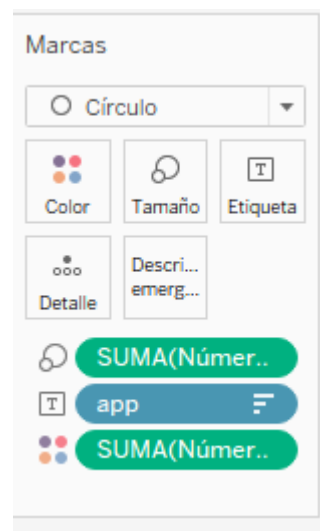 Marcas
Círculo
Color Tamaño Etiqueta
Detalle Descri...
emerg...
SUMA(Númer..
T app
SUMA(Númer..